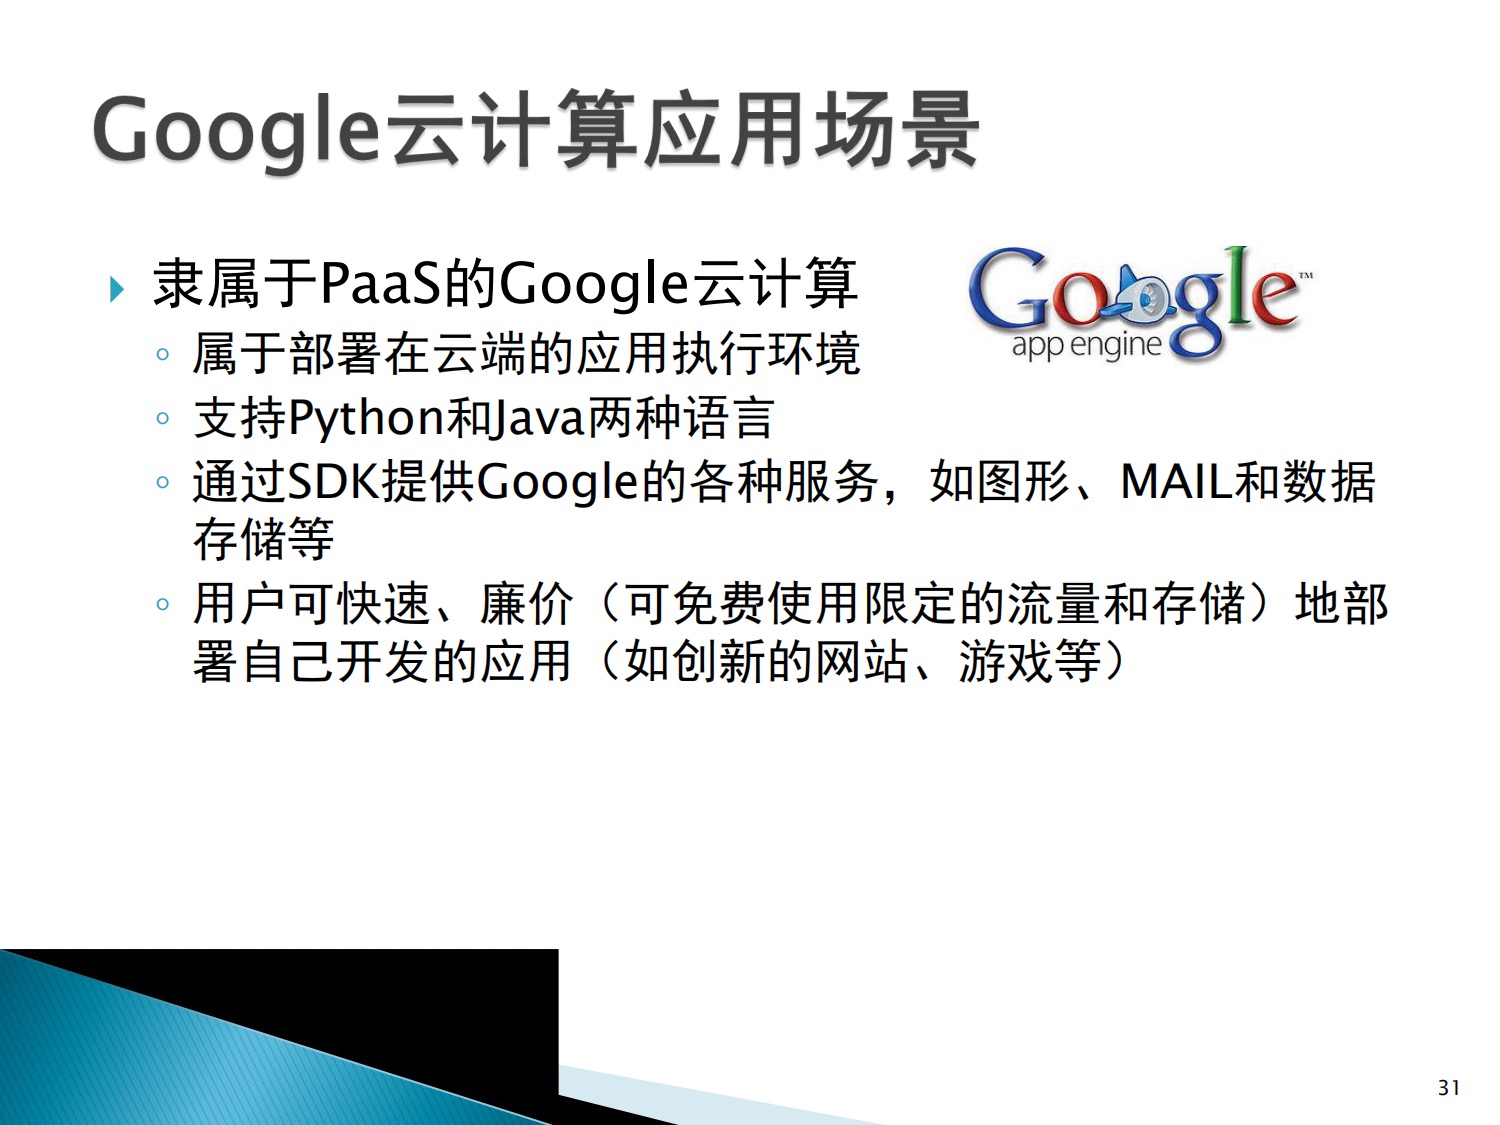 Google云计算应用场景
隶属于PaaS的Google云计算
Google™
app engine
属于部署在云端的应用执行环境
支持Python和Java两种语言
通过SDK提供Google的各种服务，如图形、MAIL和数据
存储等
用户可快速、廉价（可免费使用限定的流量和存储）地部
署自己开发的应用（如创新的网站、游戏等）
31